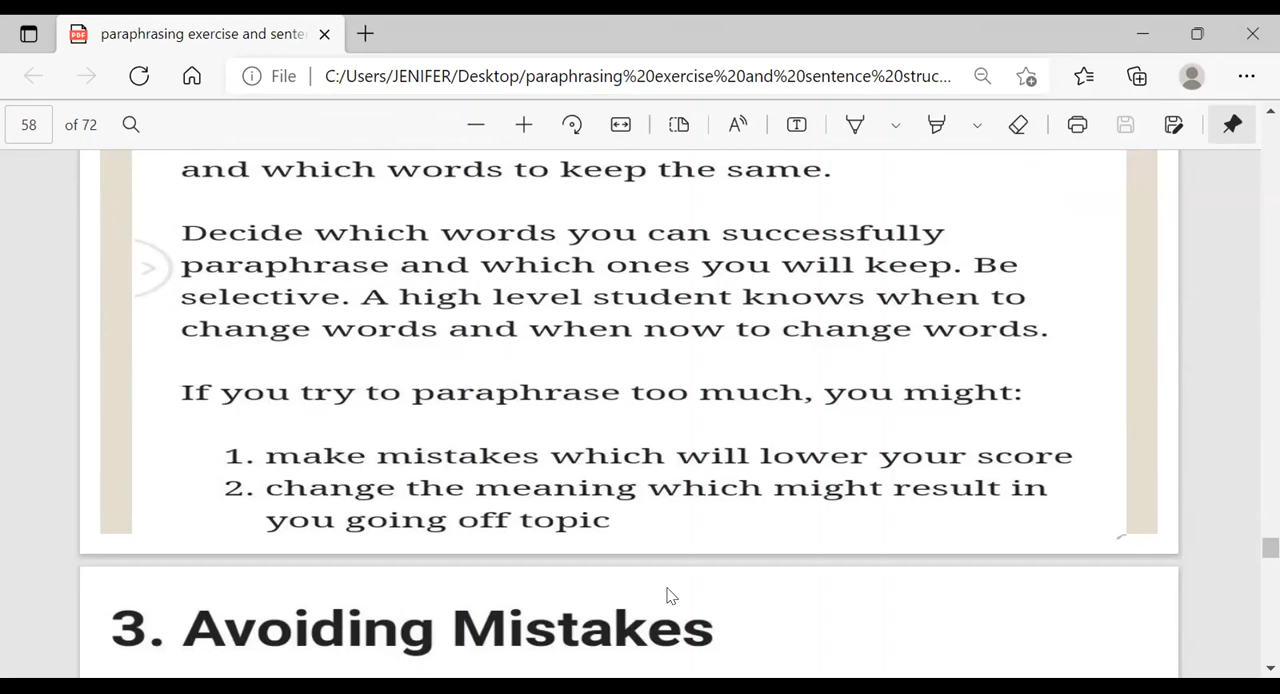 paraphrasing exercise and sente
File
C:/Users/JENIFER/Desktop/paraphrasing%20exercise%20and%20sentence%20struc...
58 of 72
and which words to keep the same.
Decide which words you can successfully
paraphrase and which ones you will keep. Be
selective. A high level student knows when to
change words and when now to change words.
If you try to paraphrase too much, you might:
1. make mistakes which will lower your score
2. change the meaning which might result in
you going off topic
3. Avoiding Mistakes